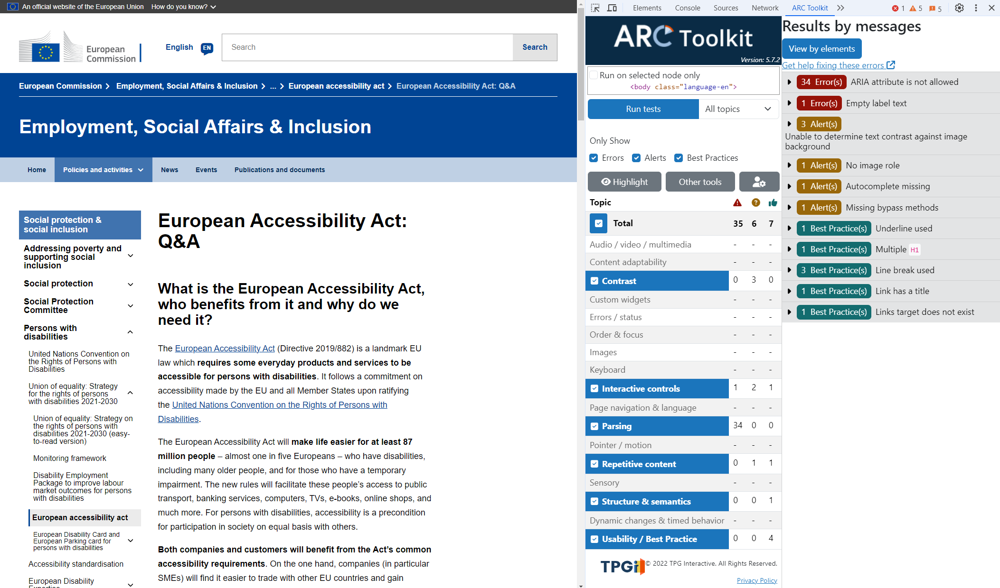 An official website of the European Union How do you know?
European
Commission
English EN
Search Search
European Commission Employment, Social Affairs & Inclusion ... European accessibility act European Accessibility Act: Q&A
Employment, Social Affairs & Inclusion
Home Policies and activities News Events Publications and documents
Social protection &
social inclusion
Addressing poverty and
supporting social
inclusion
Social protection
Social Protection
Committee
Persons with
disabilities
United Nations Convention on
the Rights of Persons with
Disabilities
Union of equality: Strategy
for the rights of persons
with disabilities 2021-2030
Union of equality: Strategy on
the rights of persons with
disabilities 2021-2030 (easy-
to-read version)
Monitoring framework
Disability Employment
Package to improve labour
market outcomes for persons
with disabilities
European accessibility act
European Disability Card and
European Parking card for
persons with disabilities
Accessibility standardisation
European Disability
European Accessibility Act:
Q&A
What is the European Accessibility Act,
who benefits from it and why do we
need it?
The European Accessibility Act (Directive 2019/882) is a landmark EU
law which requires some everyday products and services to be
accessible for persons with disabilities. It follows a commitment on
accessibility made by the EU and all Member States upon ratifying
the United Nations Convention on the Rights of Persons with
Disabilities.
The European Accessibility Act will make life easier for at least 87
million people – almost one in five Europeans – who have disabilities,
including many older people, and for those who have a temporary
impairment. The new rules will facilitate these people’s access to public
transport, banking services, computers, TVs, e-books, online shops, and
much more. For persons with disabilities, accessibility is a precondition
for participation in society on equal basis with others.
Both companies and customers will benefit from the Act’s common
accessibility requirements. On the one hand, companies (in particular
SMEs) will find it easier to trade with other EU countries and gain
Elements Console Sources Network ARC Toolkit 1 5 5
ARC Toolkit
Version: 5.7.2
Run on selected node only
<body class="language-en">
Run tests All topics
Only Show
Errors Alerts Best Practices
Highlight Other tools
Topic
Total 35 6 7
Audio / video / multimedia - - -
Content adaptability - - -
Contrast 0 3 0
Custom widgets - - -
Errors / status - - -
Order & focus - - -
Images - - -
Keyboard - - -
Interactive controls 1 2 1
Page navigation & language - - -
Parsing 34 0 0
Pointer / motion - - -
Repetitive content 0 1 1
Sensory - - -
Structure & semantics 0 0 1
Dynamic changes & timed behavior - - -
Usability / Best Practice 0 0 4
TPGi © 2022 TPG Interactive. All Rights Reserved.
Privacy Policy
Results by messages
View by elements
Get help fixing these errors
34 Error(s) ARIA attribute is not allowed
1 Error(s) Empty label text
3 Alert(s)
Unable to determine text contrast against image
background
1 Alert(s) No image role
1 Alert(s) Autocomplete missing
1 Alert(s) Missing bypass methods
1 Best Practice(s) Underline used
1 Best Practice(s) Multiple H1
3 Best Practice(s) Line break used
1 Best Practice(s) Link has a title
1 Best Practice(s) Links target does not exist